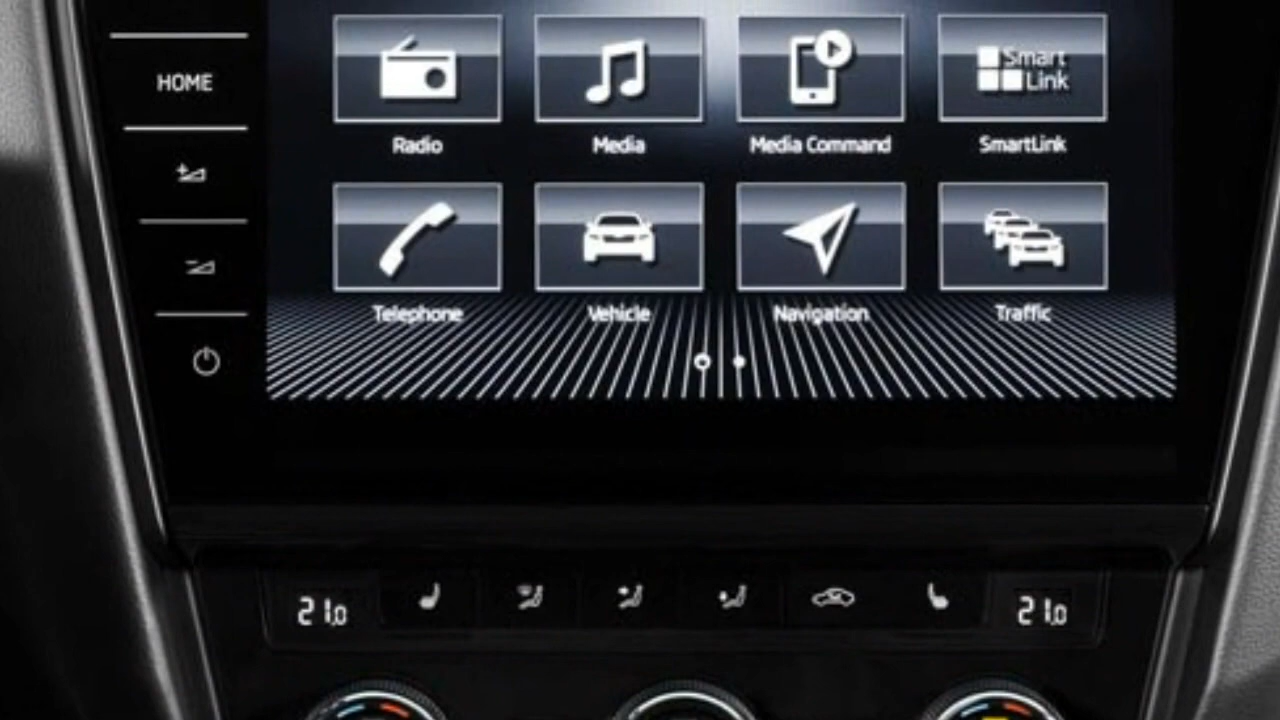 HOME
Smart
Link
Radio
Media
Media Command
SmartLink
Telephone
Vehicle
Navigation
Traffic
21.0
21.0